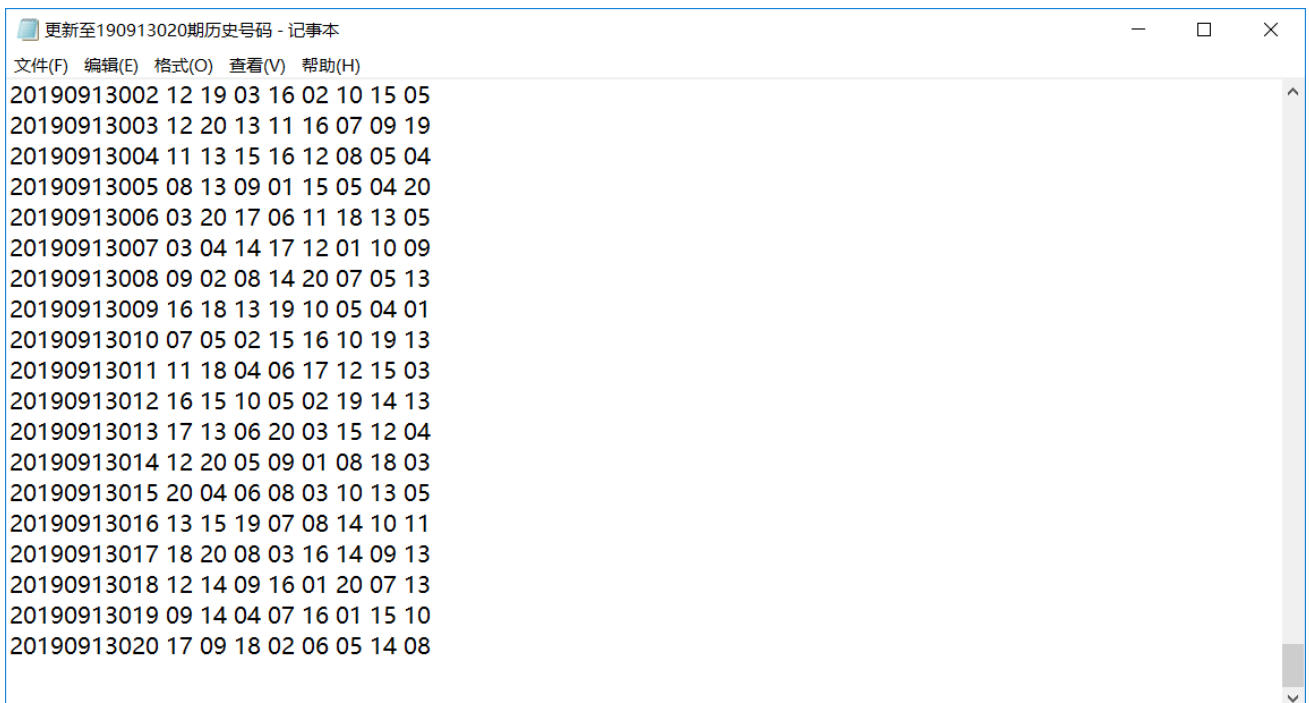 更新至190913020期历史号码 - 记事本
文件(F) 编辑(E) 格式(O) 查看(V) 帮助(H)
20190913002 12 19 03 16 02 10 15 05
20190913003 12 20 13 11 16 07 09 19
20190913004 11 13 15 16 12 08 05 04
20190913005 08 13 09 01 15 05 04 20
20190913006 03 20 17 06 11 18 13 05
20190913007 03 04 14 17 12 01 10 09
20190913008 09 02 08 14 20 07 05 13
20190913009 16 18 13 19 10 05 04 01
20190913010 07 05 02 15 16 10 19 13
20190913011 11 18 04 06 17 12 15 03
20190913012 16 15 10 05 02 19 14 13
20190913013 17 13 06 20 03 15 12 04
20190913014 12 20 05 09 01 08 18 03
20190913015 20 04 06 08 03 10 13 05
20190913016 13 15 19 07 08 14 10 11
20190913017 18 20 08 03 16 14 09 13
20190913018 12 14 09 16 01 20 07 13
20190913019 09 14 04 07 16 01 15 10
20190913020 17 09 18 02 06 05 14 08